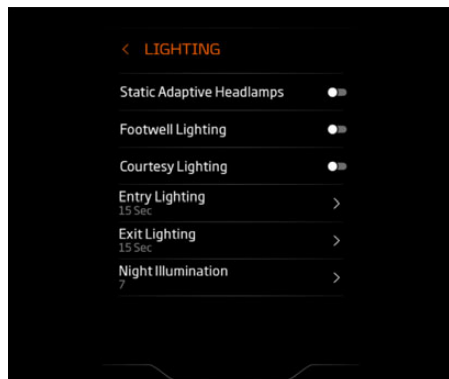 LIGHTING
Static Adaptive Headlamps
Footwell Lighting
Courtesy Lighting
Entry Lighting
15 Sec
Exit Lighting
15 Sec
Night Illumination
7